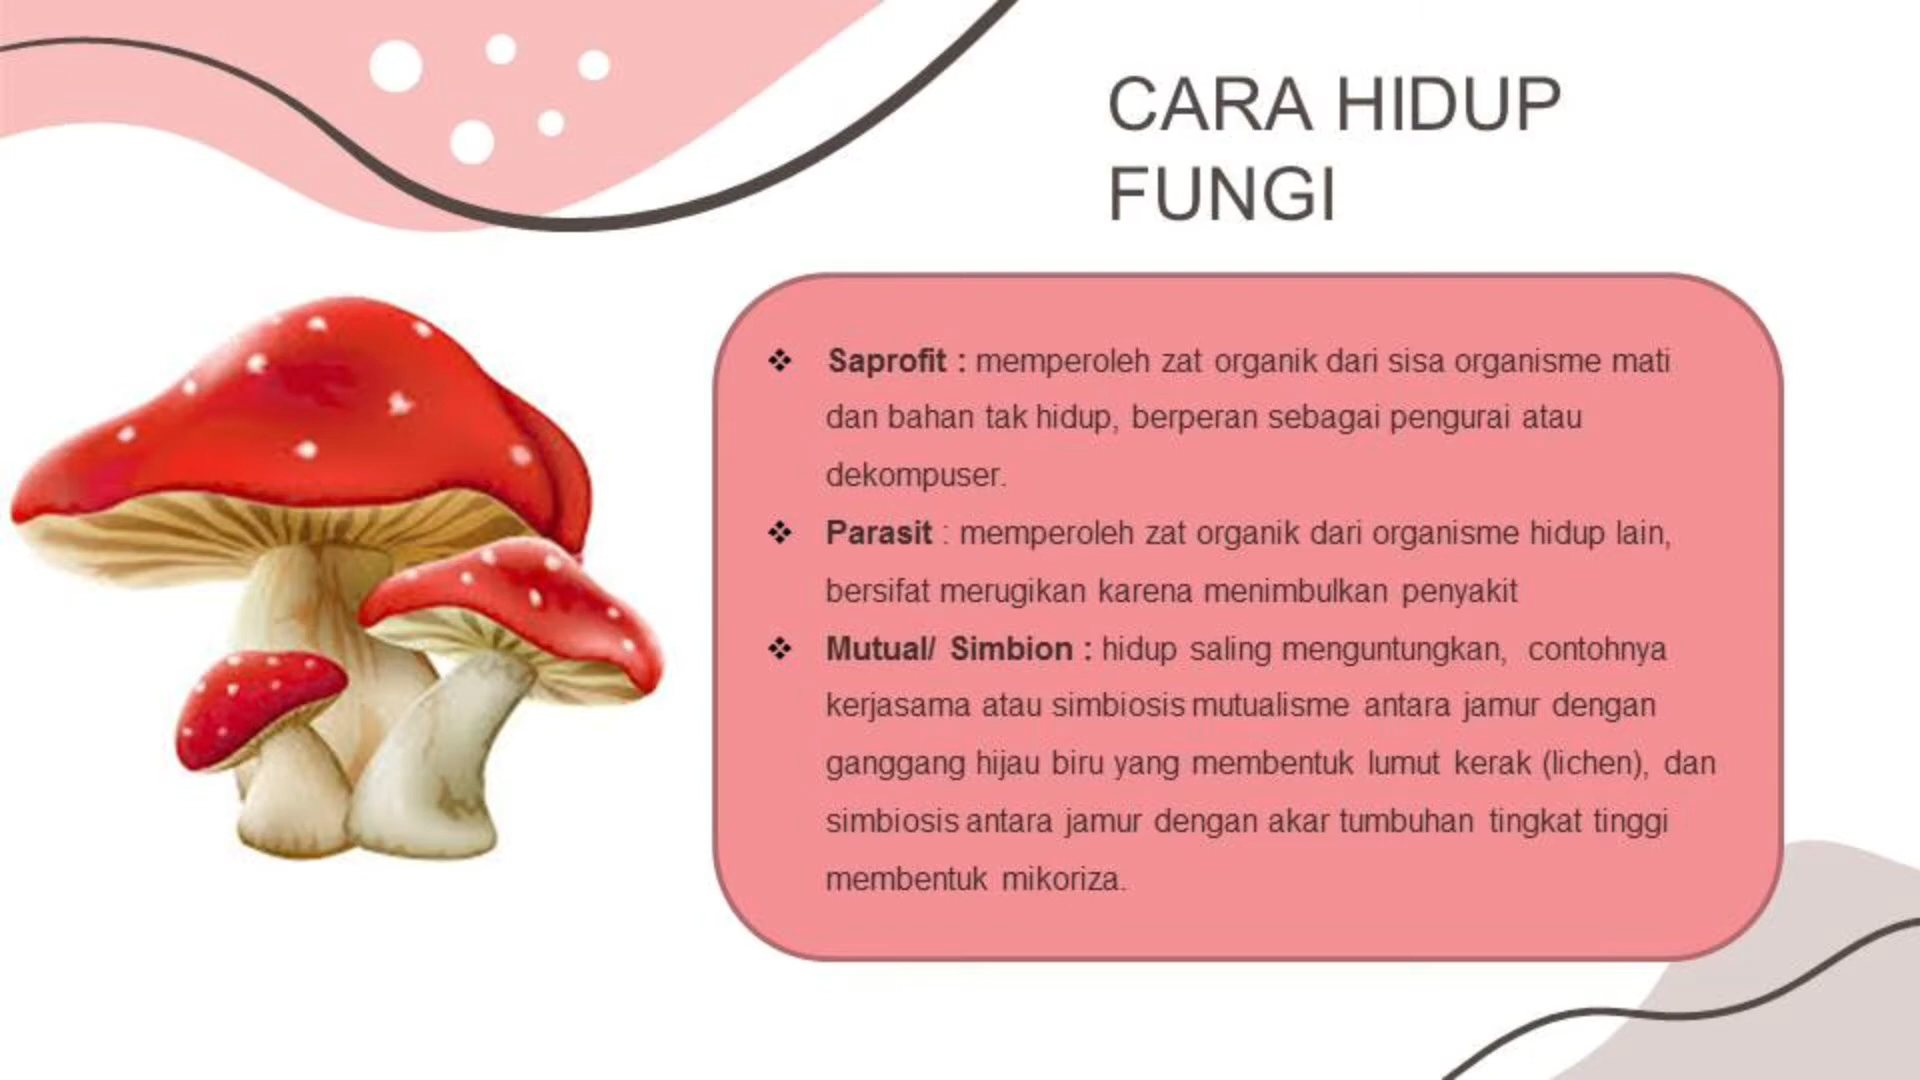 CARA HIDUP
FUNGI
❖ Saprofit : memperoleh zat organik dari sisa organisme mati
dan bahan tak hidup, berperan sebagai pengurai atau
dekompuser.
❖ Parasit : memperoleh zat organik dari organisme hidup lain,
bersifat merugikan karena menimbulkan penyakit
❖ Mutual/ Simbion : hidup saling menguntungkan, contohnya
kerjasama atau simbiosis mutualisme antara jamur dengan
ganggang hijau biru yang membentuk lumut kerak (lichen), dan
simbiosis antara jamur dengan akar tumbuhan tingkat tinggi
membentuk mikoriza.